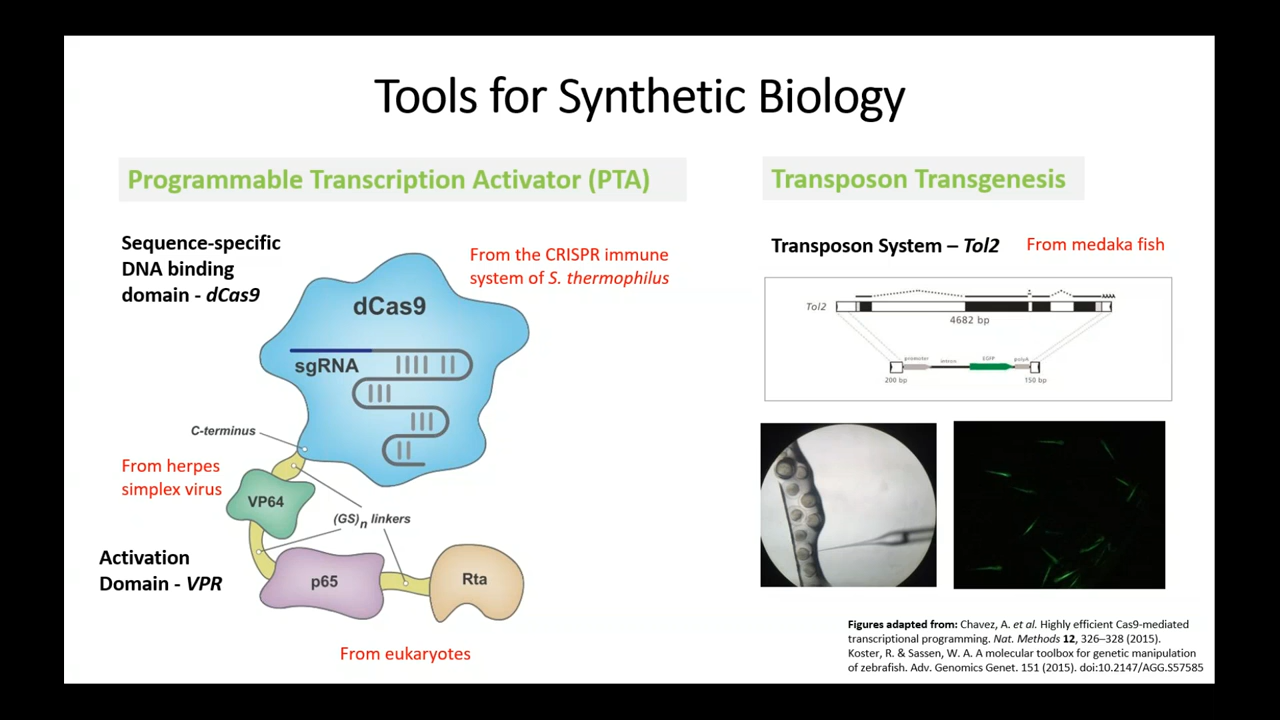 Tools for Synthetic Biology
Programmable Transcription Activator (PTA)
Sequence-specific
DNA binding
domain - dCas9
From the CRISPR immune
system of S. thermophilus
dCas9
sgRNA
C-terminus
From herpes
simplex virus
VP64
(GS)n linkers
Activation
Domain - VPR
p65
Rta
From eukaryotes
Transposon Transgenesis
Transposon System – Tol2
From medaka fish
Tol2
4682 bp
promoter intron EGFP polyA
200 bp
150 bp
Figures adapted from: Chavez, A. et al. Highly efficient Cas9-mediated
transcriptional programming. Nat. Methods 12, 326–328 (2015).
Koster, R. & Sassen, W. A. A molecular toolbox for genetic manipulation
of zebrafish. Adv. Genomics Genet. 151 (2015). doi:10.2147/AGG.S57585